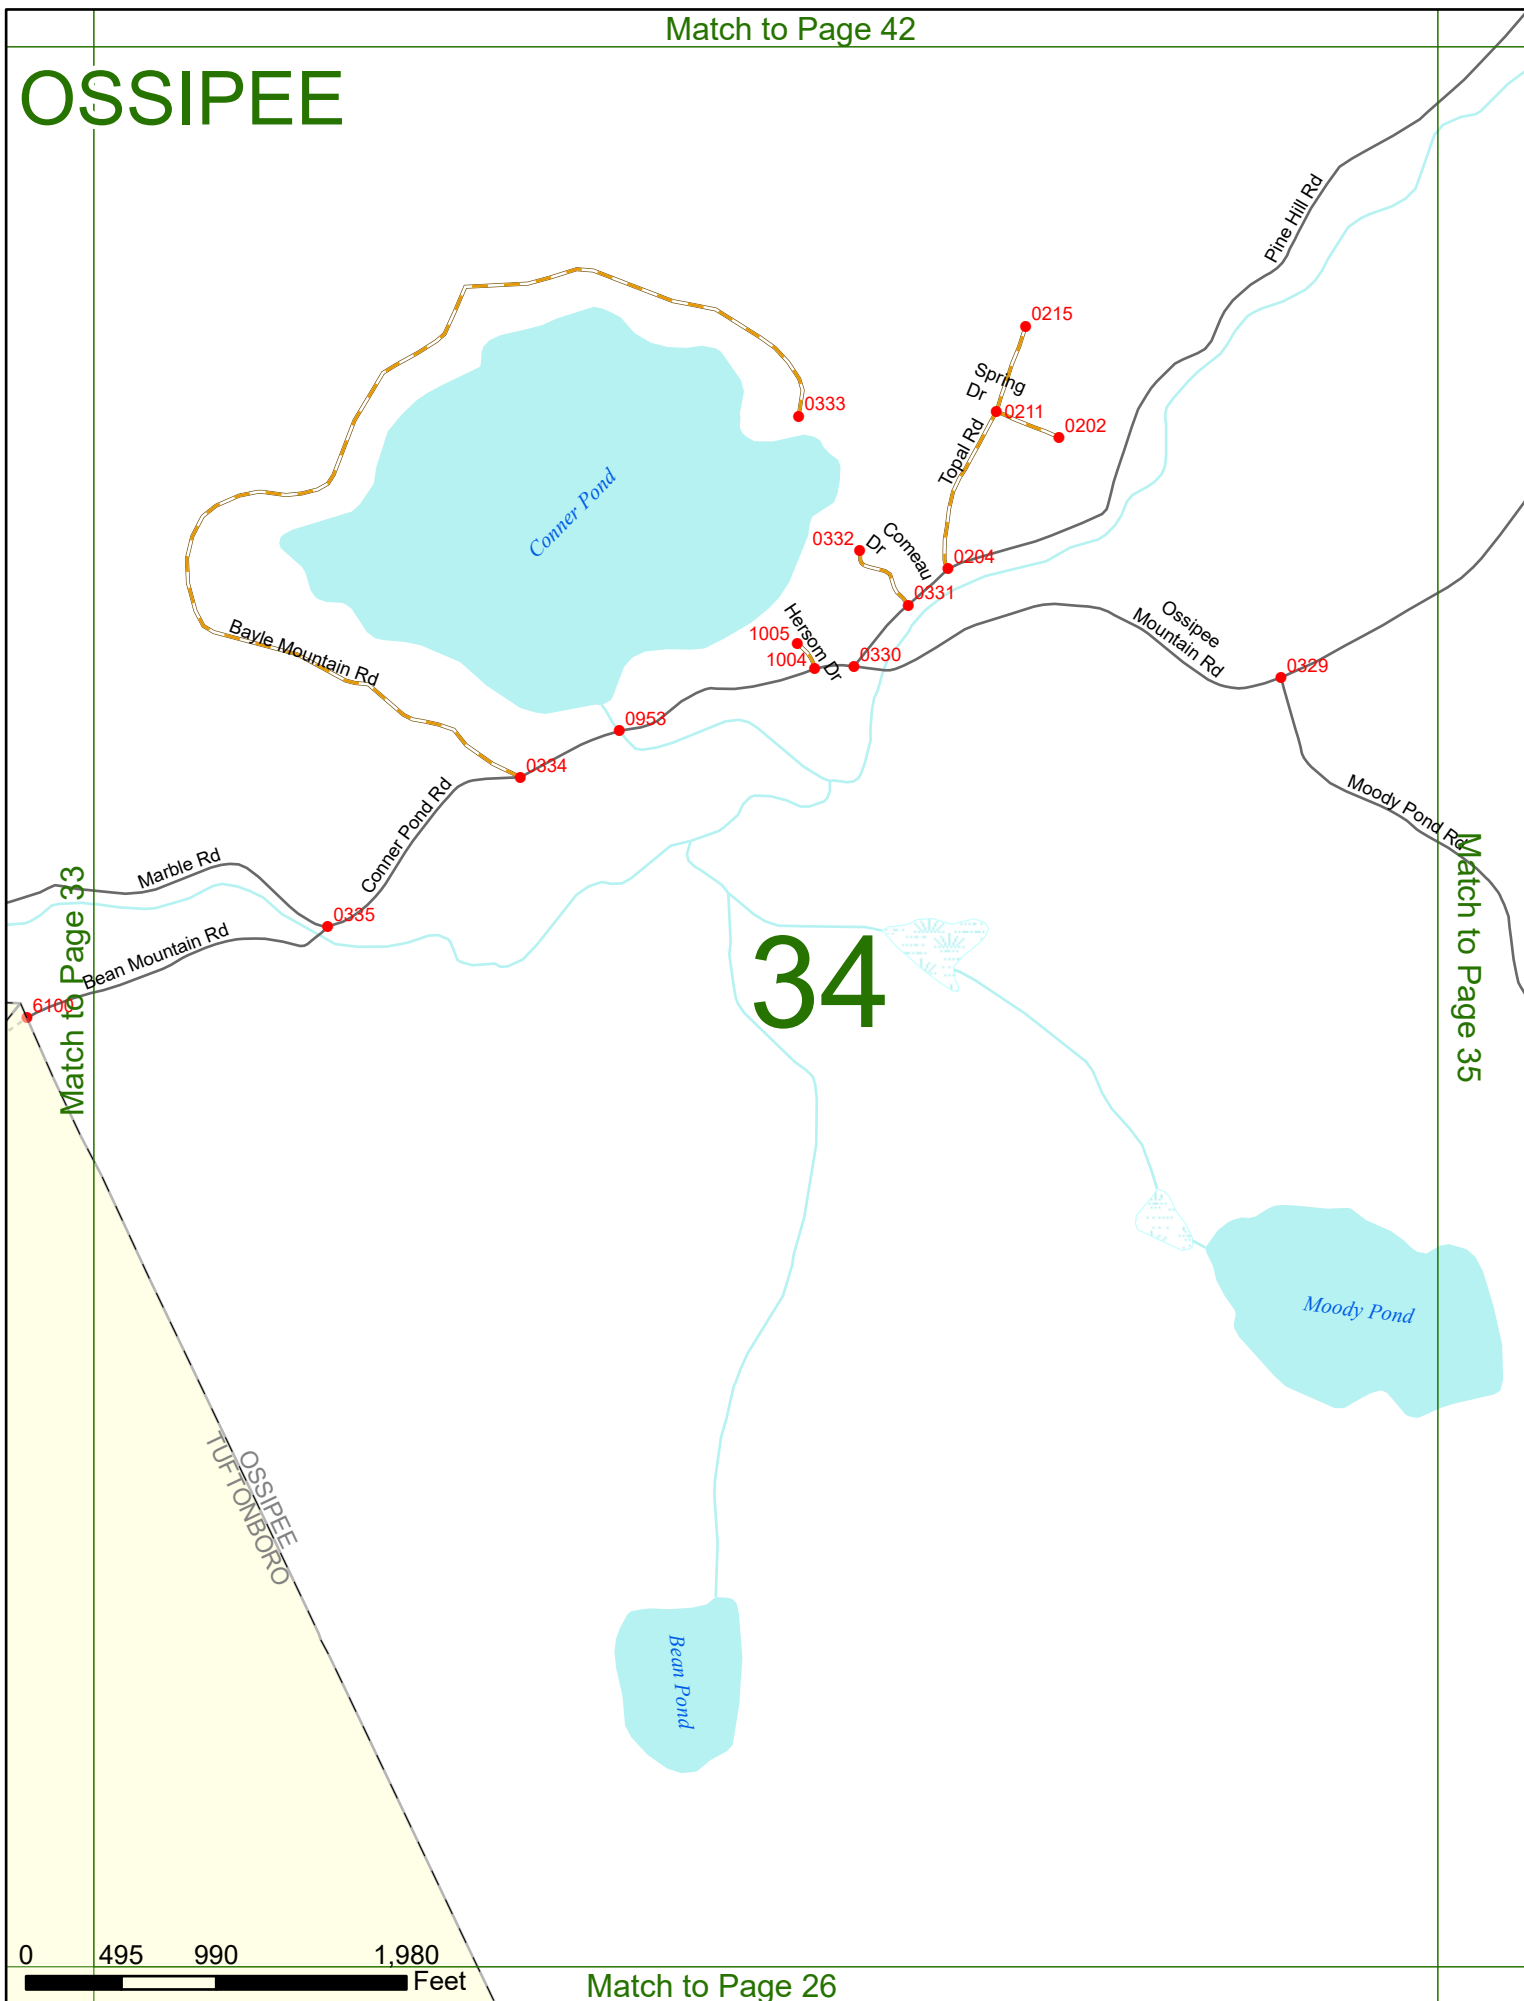 Match to Page 42
OSSIPEE
Pine Hill Rd
0215
Spring
Dr
0333
0211
0202
Topal Rd
Conner Pond
0332
Comeau
Dr
0204
0331
Hersom Dr
1005
1004
0330
Ossipee
Mountain Rd
0329
Bayle Mountain Rd
0953
0334
Conner Pond Rd
Moody Pond Rd
Marble Rd
0335
Bean Mountain Rd
Match to Page 33
Match to Page 35
6100
34
Moody Pond
OSSIPEE
TUFTONBORO
Bean Pond
0 495 990 1,980
Feet
Match to Page 26